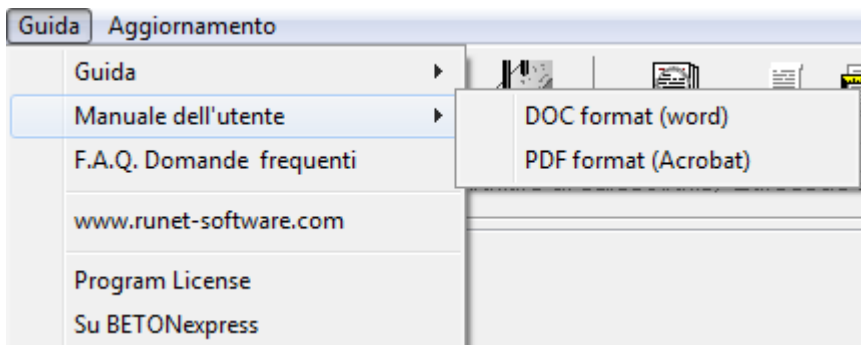 Guida Aggiornamento
Guida
Manuale dell'utente
DOC format (word)
F.A.Q. Domande frequenti
PDF format (Acrobat)
www.runet-software.com
Program License
Su BETONexpress